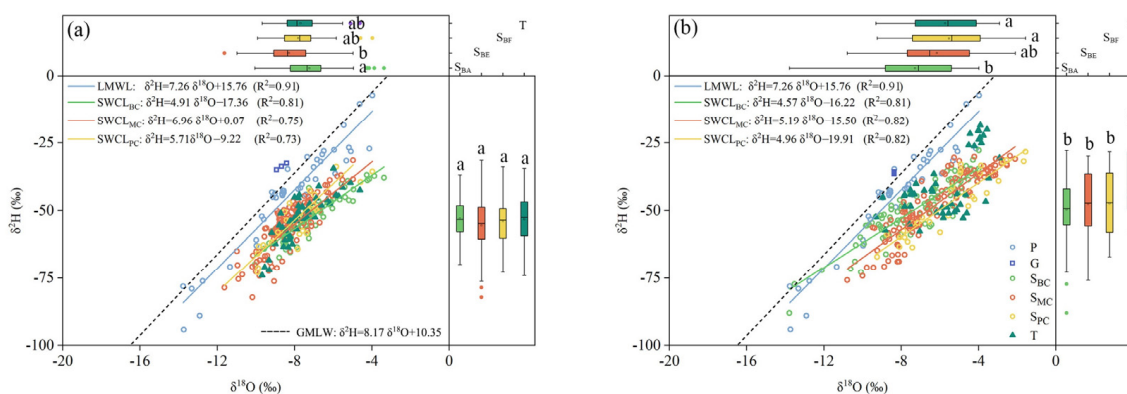 (a)
ab
ab
b
a
T
S_BF
S_BE
S_BA
0
LMWL: δ²H=7.26 δ¹⁸O+15.76 (R²=0.91)
SWCL_BC: δ²H=4.91 δ¹⁸O−17.36 (R²=0.81)
SWCL_MC: δ²H=6.96 δ¹⁸O+0.07 (R²=0.75)
SWCL_PC: δ²H=5.71δ¹⁸O−9.22 (R²=0.73)
-25
-50
-75
-100
δ²H (‰)
a a a a
GMLW: δ²H=8.17 δ¹⁸O+10.35
-20 -16 -12 -8 -4 0
δ¹⁸O (‰)
(b)
a
a
ab
b
S_BF
S_BE
S_BA
0
LMWL: δ²H=7.26 δ¹⁸O+15.76 (R²=0.91)
SWCL_BC: δ²H=4.57 δ¹⁸O−16.22 (R²=0.81)
SWCL_MC: δ²H=5.19 δ¹⁸O−15.50 (R²=0.82)
SWCL_PC: δ²H=4.96 δ¹⁸O−19.91 (R²=0.82)
-25
-50
-75
-100
δ²H (‰)
b b b
P
G
S_BC
S_MC
S_PC
T
-20 -16 -12 -8 -4 0
δ¹⁸O (‰)